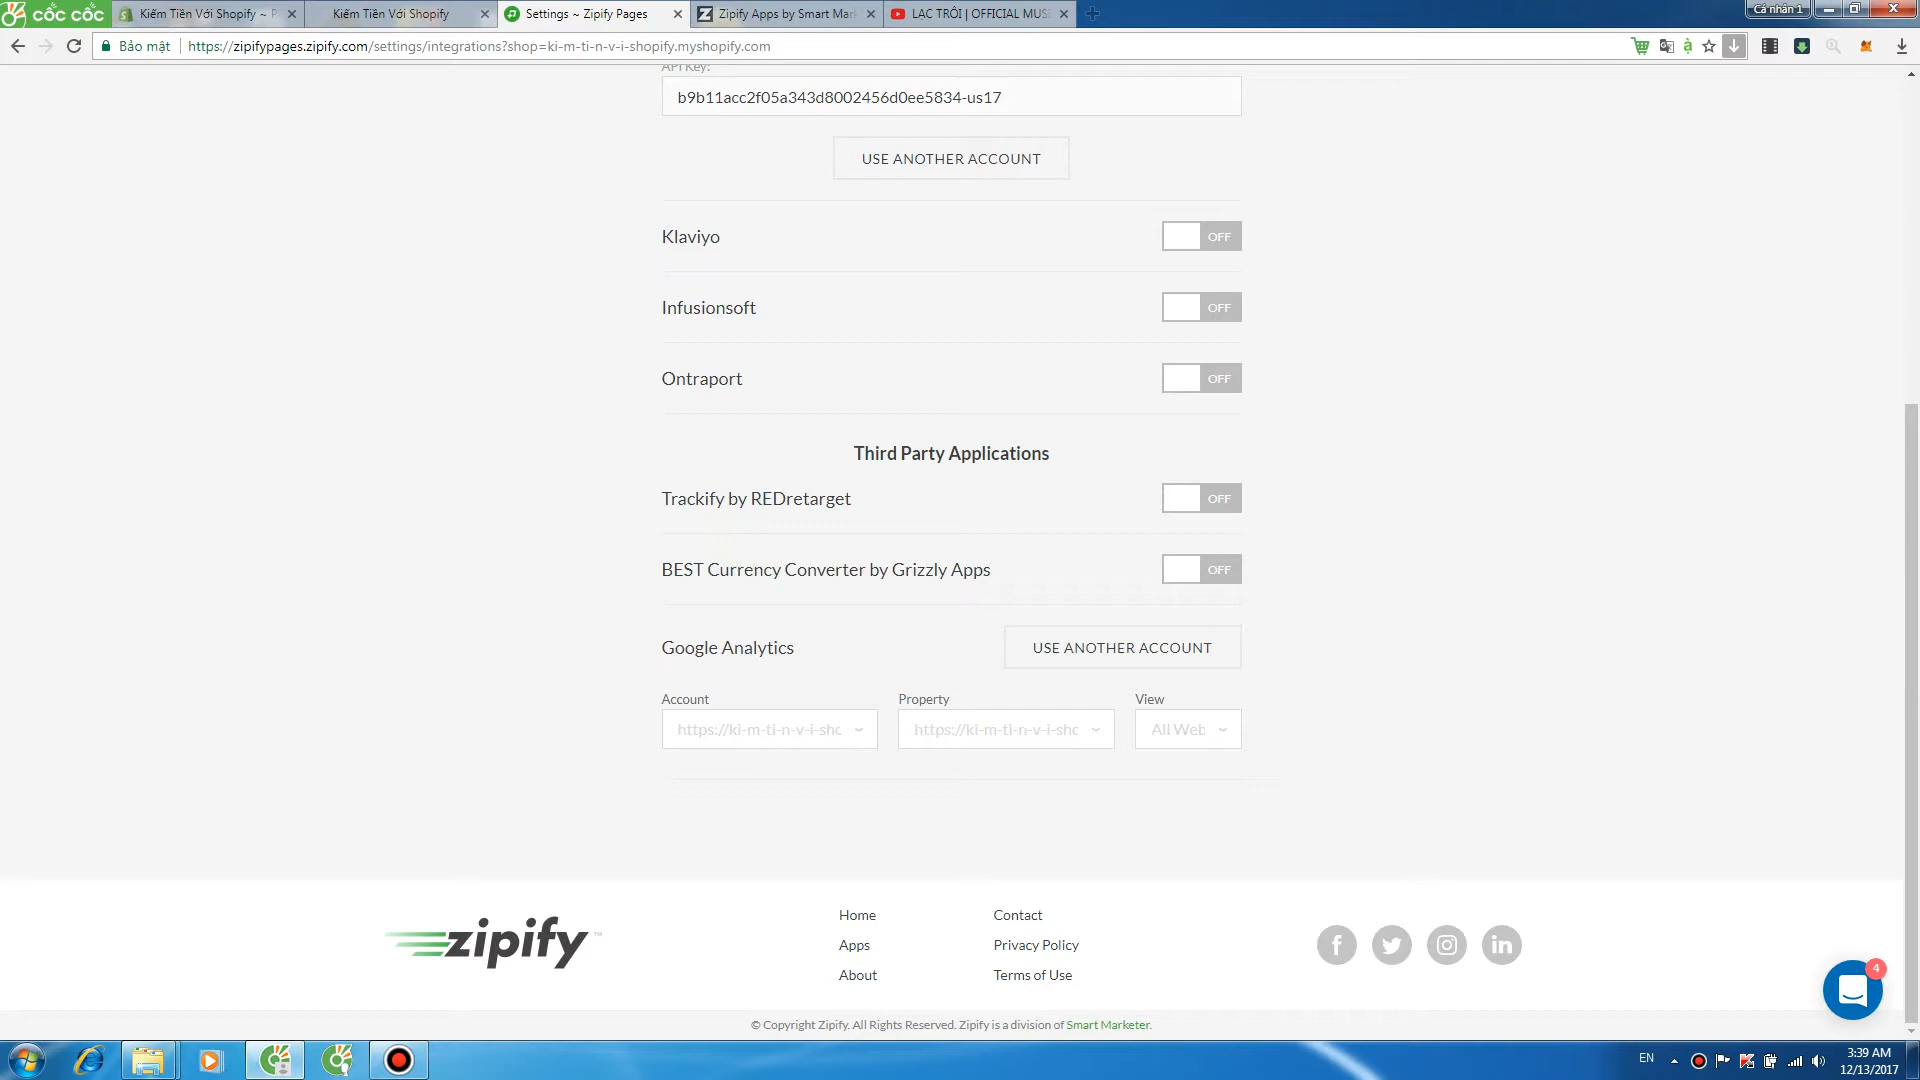 cốc cốc
Kiếm Tiền Với Shopify ~ P
Kiếm Tiền Với Shopify
Settings ~ Zipify Pages
Zipify Apps by Smart Mar
LẠC TRÔI | OFFICIAL MUS
Cá nhân 1
Bảo mật
https://zipifypages.zipify.com/settings/integrations?shop=ki-m-ti-n-v-i-shopify.myshopify.com
API Key:
b9b11acc2f05a343d8002456d0ee5834-us17
USE ANOTHER ACCOUNT
Klaviyo
OFF
Infusionsoft
OFF
Ontraport
OFF
Third Party Applications
Trackify by REDretarget
OFF
BEST Currency Converter by Grizzly Apps
OFF
Google Analytics
USE ANOTHER ACCOUNT
Account
Property
View
https://ki-m-ti-n-v-i-sho
https://ki-m-ti-n-v-i-sho
All Web
zipify™
Home
Apps
About
Contact
Privacy Policy
Terms of Use
4
© Copyright Zipify. All Rights Reserved. Zipify is a division of Smart Marketer.
EN
3:39 AM
12/13/2017